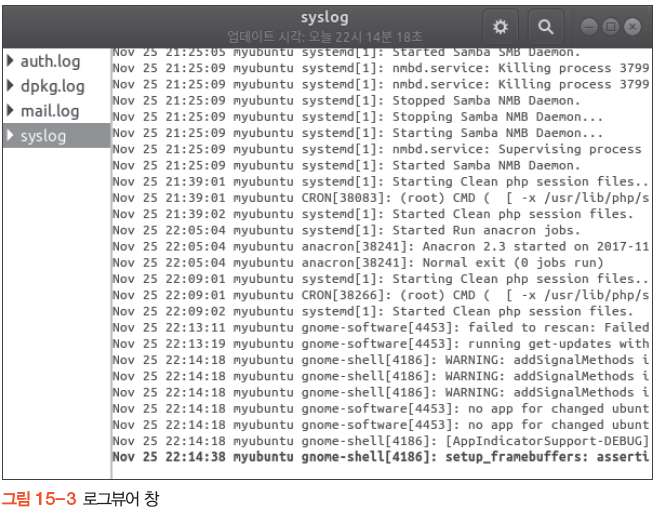 syslog
업데이트 시각: 오늘 22시 14분 18초
auth.log
dpkg.log
mail.log
syslog
Nov 25 21:25:05 myubuntu systemd[1]: Started Samba SMB Daemon.
Nov 25 21:25:09 myubuntu systemd[1]: nmbd.service: Killing process 3799
Nov 25 21:25:09 myubuntu systemd[1]: nmbd.service: Killing process 3799
Nov 25 21:25:09 myubuntu systemd[1]: Stopped Samba NMB Daemon.
Nov 25 21:25:09 myubuntu systemd[1]: Stopping Samba NMB Daemon...
Nov 25 21:25:09 myubuntu systemd[1]: Starting Samba NMB Daemon...
Nov 25 21:25:09 myubuntu systemd[1]: nmbd.service: Supervising process
Nov 25 21:25:09 myubuntu systemd[1]: Started Samba NMB Daemon.
Nov 25 21:39:01 myubuntu systemd[1]: Starting Clean php session files..
Nov 25 21:39:01 myubuntu CRON[38083]: (root) CMD (  [ -x /usr/lib/php/s
Nov 25 21:39:02 myubuntu systemd[1]: Started Clean php session files.
Nov 25 22:05:04 myubuntu systemd[1]: Started Run anacron jobs.
Nov 25 22:05:04 myubuntu anacron[38241]: Anacron 2.3 started on 2017-11
Nov 25 22:05:04 myubuntu anacron[38241]: Normal exit (0 jobs run)
Nov 25 22:09:01 myubuntu systemd[1]: Starting Clean php session files..
Nov 25 22:09:01 myubuntu CRON[38266]: (root) CMD (  [ -x /usr/lib/php/s
Nov 25 22:09:02 myubuntu systemd[1]: Started Clean php session files.
Nov 25 22:13:11 myubuntu gnome-software[4453]: failed to rescan: Failed
Nov 25 22:13:19 myubuntu gnome-software[4453]: running get-updates with
Nov 25 22:14:18 myubuntu gnome-shell[4186]: WARNING: addSignalMethods i
Nov 25 22:14:18 myubuntu gnome-shell[4186]: WARNING: addSignalMethods i
Nov 25 22:14:18 myubuntu gnome-shell[4186]: WARNING: addSignalMethods i
Nov 25 22:14:18 myubuntu gnome-software[4453]: no app for changed ubunt
Nov 25 22:14:18 myubuntu gnome-software[4453]: no app for changed ubunt
Nov 25 22:14:18 myubuntu gnome-shell[4186]: [AppIndicatorSupport-DEBUG]
Nov 25 22:14:38 myubuntu gnome-shell[4186]: setup_framebuffers: asserti
그림 15-3 로그뷰어 창